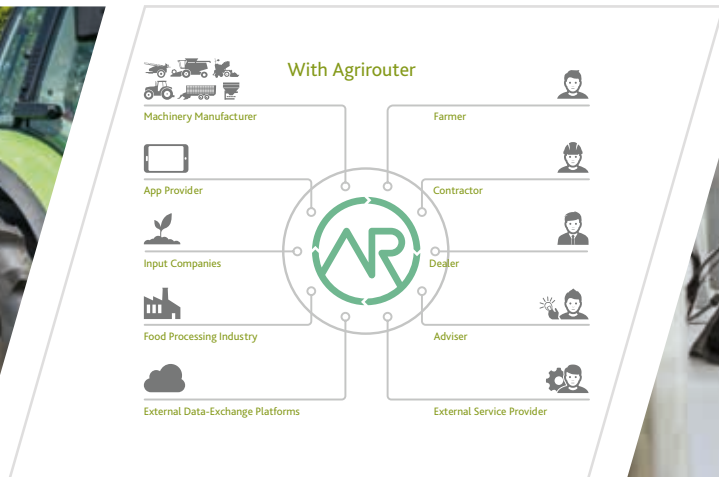 With Agrirouter
Machinery Manufacturer
Farmer
App Provider
Contractor
AR
Input Companies
Dealer
Food Processing Industry
Adviser
External Data-Exchange Platforms
External Service Provider